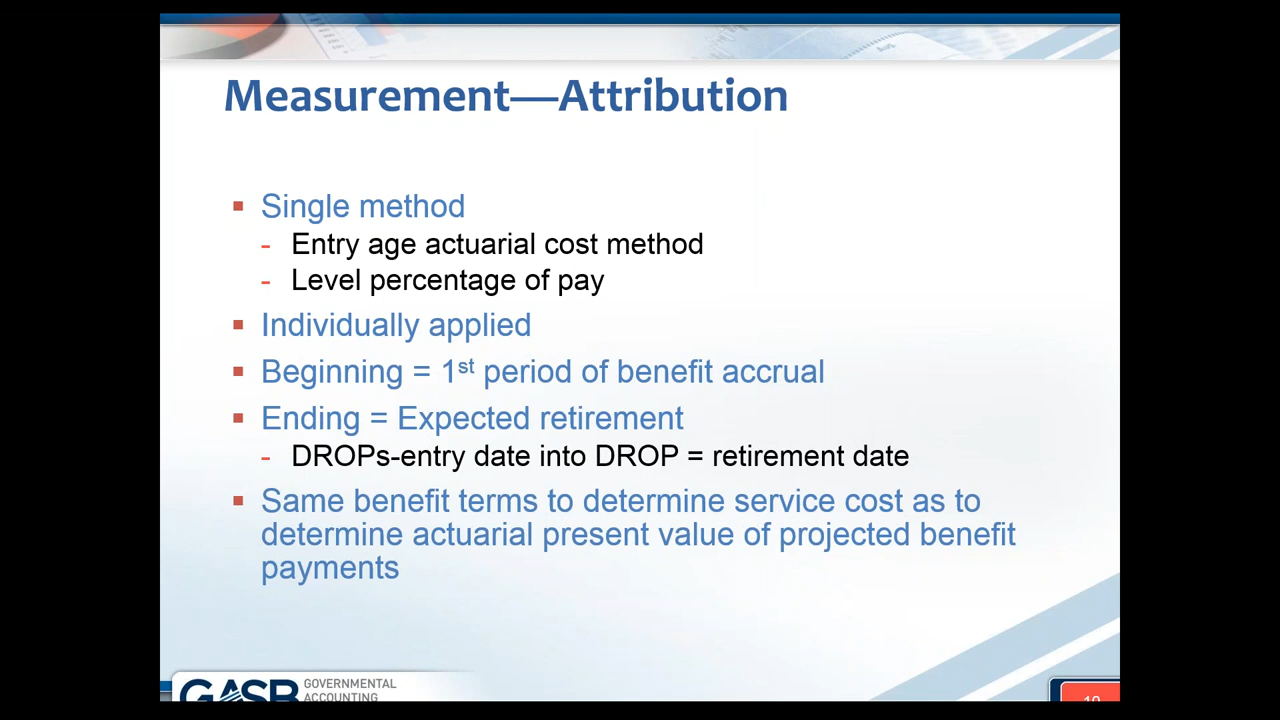 Measurement—Attribution
▪ Single method
- Entry age actuarial cost method
- Level percentage of pay
▪ Individually applied
▪ Beginning = 1st period of benefit accrual
▪ Ending = Expected retirement
- DROPs-entry date into DROP = retirement date
▪ Same benefit terms to determine service cost as to
determine actuarial present value of projected benefit
payments
GASB
GOVERNMENTAL
ACCOUNTING